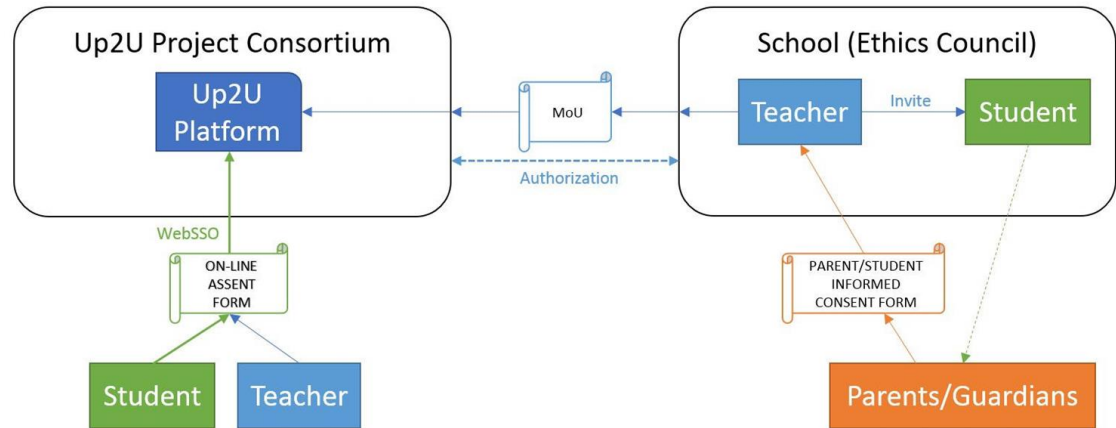 Up2U Project Consortium
School (Ethics Council)
Up2U
Platform
MoU
Teacher
Invite
Student
Authorization
WebSSO
ON-LINE
ASSENT
FORM
PARENT/STUDENT
INFORMED
CONSENT FORM
Student
Teacher
Parents/Guardians